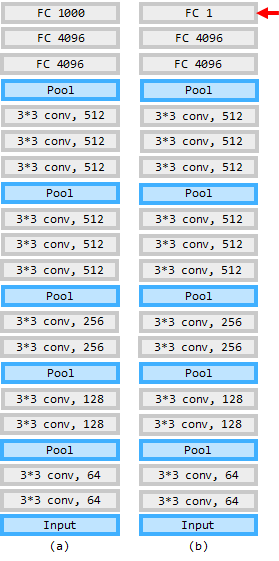 FC 1000
FC 4096
FC 4096
Pool
3*3 conv, 512
3*3 conv, 512
3*3 conv, 512
Pool
3*3 conv, 512
3*3 conv, 512
3*3 conv, 512
Pool
3*3 conv, 256
3*3 conv, 256
Pool
3*3 conv, 128
3*3 conv, 128
Pool
3*3 conv, 64
3*3 conv, 64
Input
(a)
FC 1
FC 4096
FC 4096
Pool
3*3 conv, 512
3*3 conv, 512
3*3 conv, 512
Pool
3*3 conv, 512
3*3 conv, 512
3*3 conv, 512
Pool
3*3 conv, 256
3*3 conv, 256
Pool
3*3 conv, 128
3*3 conv, 128
Pool
3*3 conv, 64
3*3 conv, 64
Input
(b)